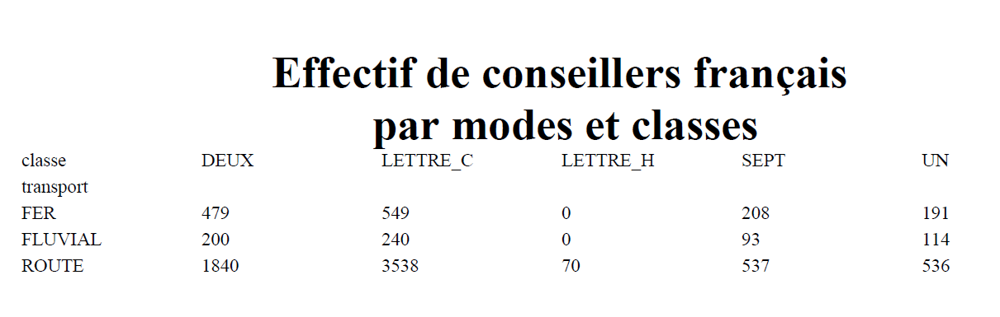 Effectif de conseillers français
par modes et classes
classe DEUX LETTRE_C LETTRE_H SEPT UN
transport
FER 479 549 0 208 191
FLUVIAL 200 240 0 93 114
ROUTE 1840 3538 70 537 536